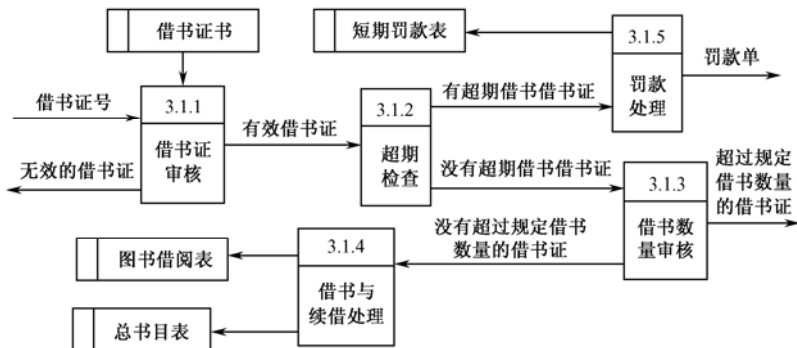 借书证书
短期罚款表
3.1.5
罚款
处理
罚款单
借书证号
3.1.1
借书证
审核
无效的借书证
有效借书证
3.1.2
超期
检查
有超期借书借书证
没有超期借书借书证
3.1.3
借书数
量审核
超过规定
借书数量
的借书证
没有超过规定借书
数量的借书证
3.1.4
借书与
续借处理
图书借阅表
总书目表